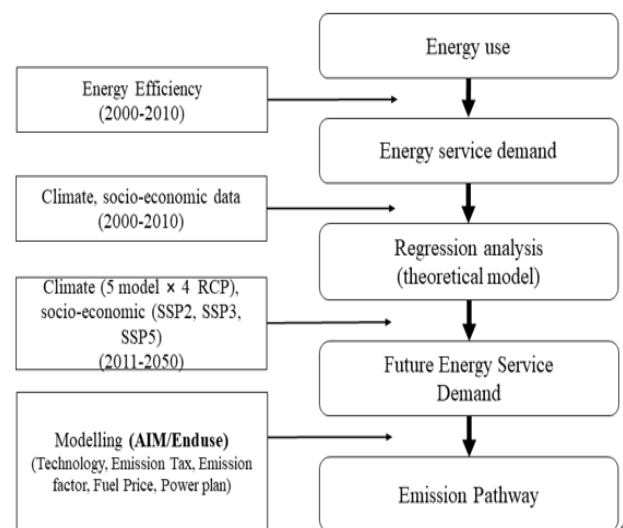 Energy use
Energy Efficiency
(2000-2010)
Energy service demand
Climate, socio-economic data
(2000-2010)
Regression analysis
(theoretical model)
Climate (5 model × 4 RCP),
socio-economic (SSP2, SSP3,
SSP5)
(2011-2050)
Future Energy Service
Demand
Modelling (AIM/Enduse)
(Technology, Emission Tax, Emission
factor, Fuel Price, Power plan)
Emission Pathway